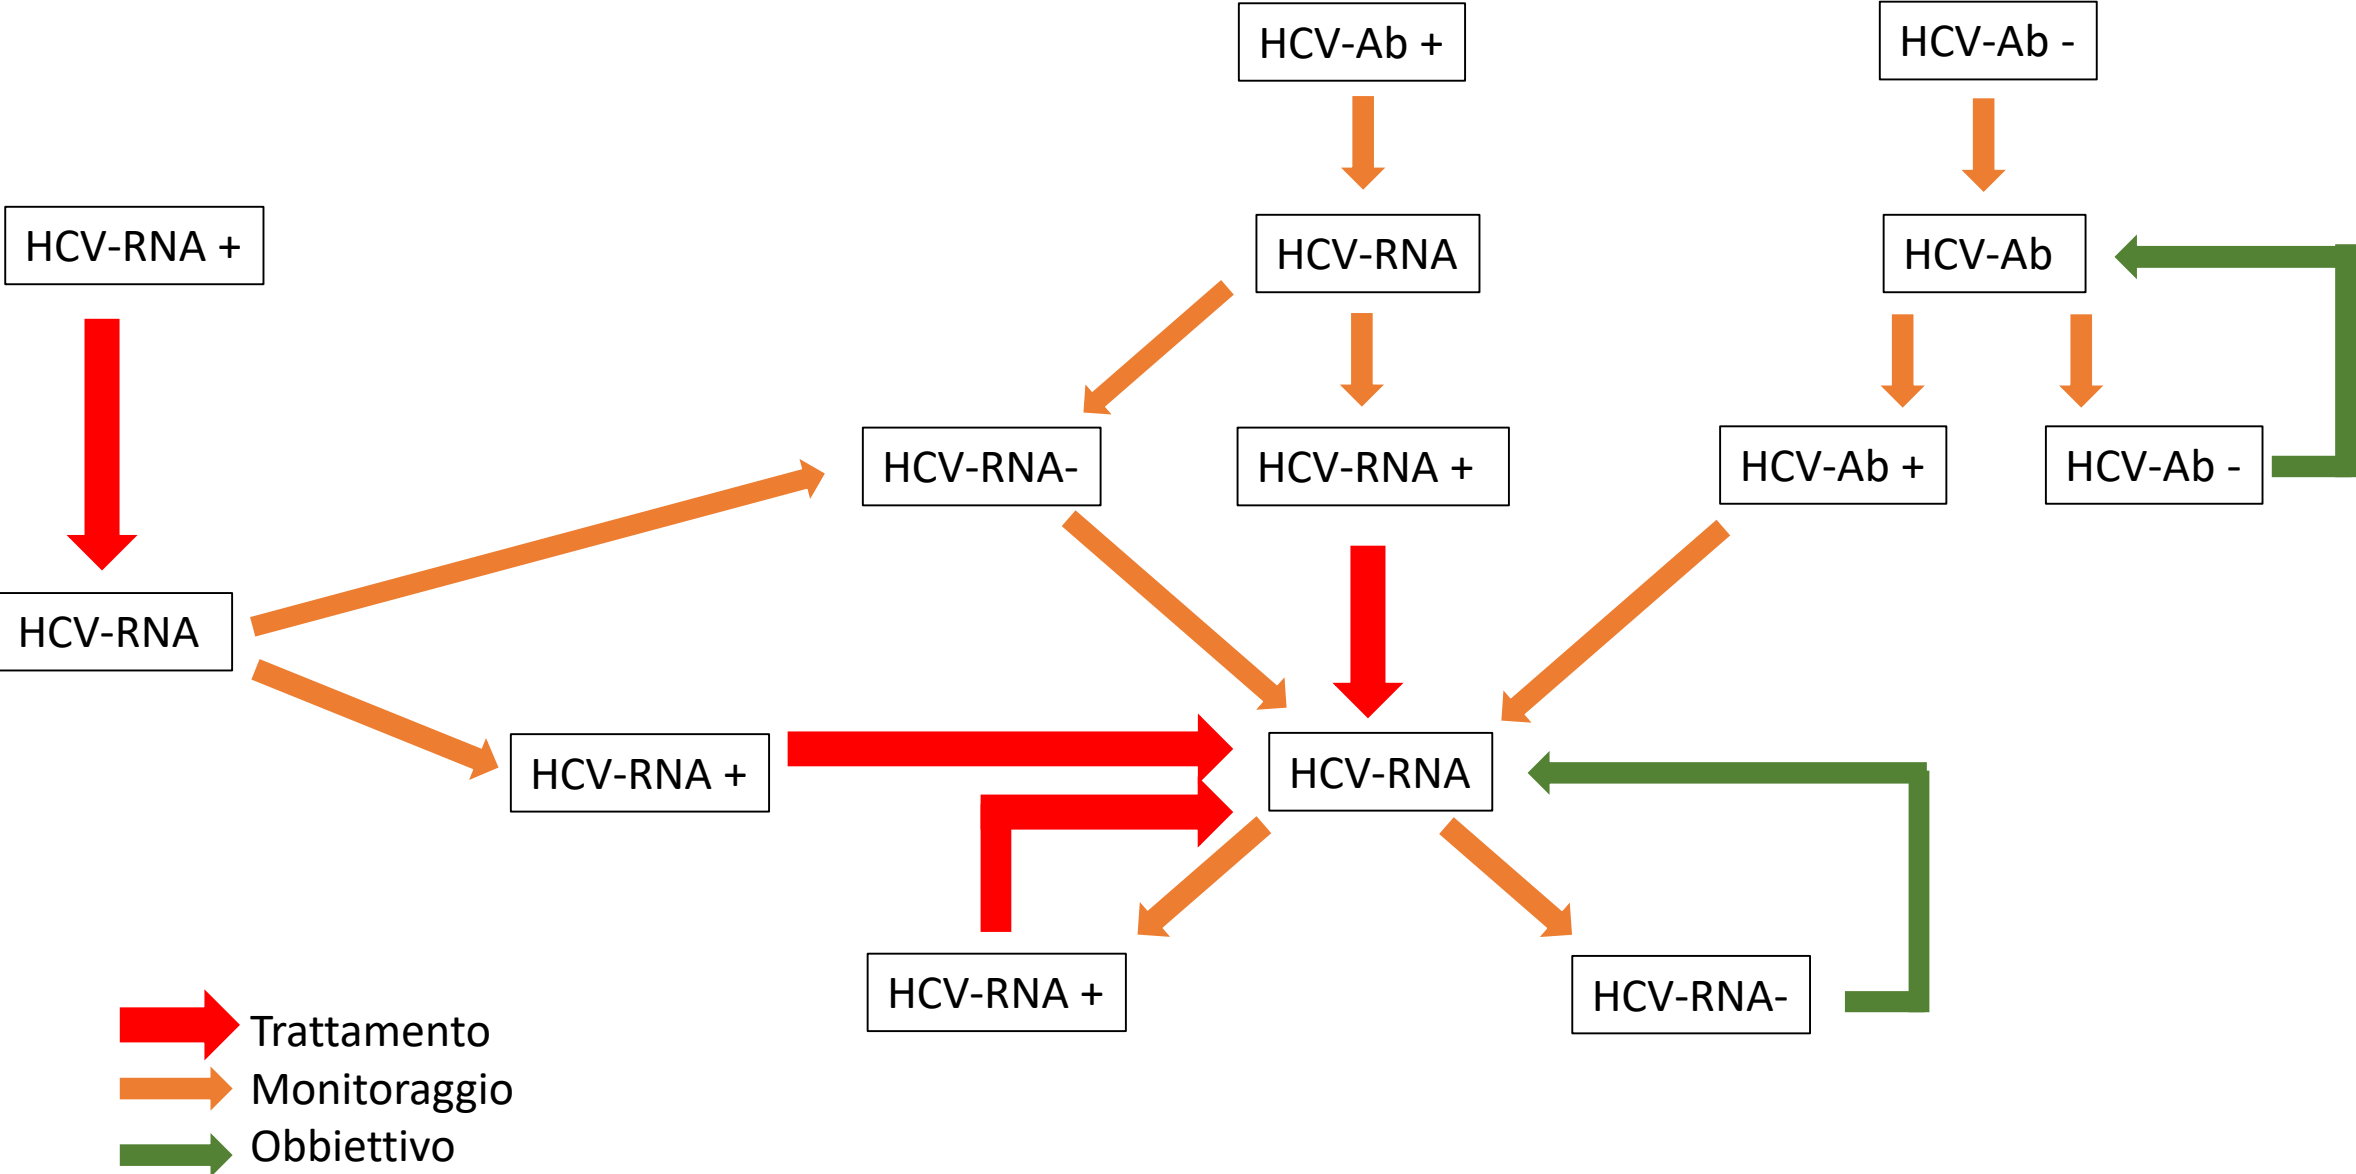 HCV-Ab +
HCV-Ab -
HCV-RNA +
HCV-RNA
HCV-Ab
HCV-RNA-
HCV-RNA +
HCV-Ab +
HCV-Ab -
HCV-RNA
HCV-RNA +
HCV-RNA
HCV-RNA +
HCV-RNA-
Trattamento
Monitoraggio
Obbiettivo